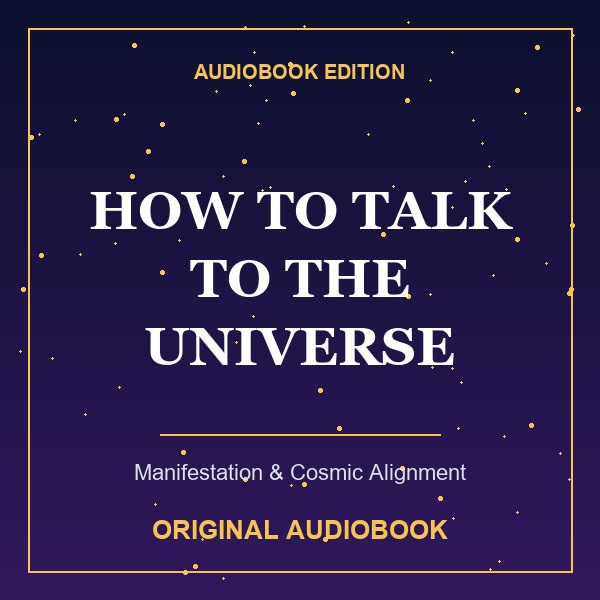 AUDIOBOOK EDITION
HOW TO TALK
TO THE
UNIVERSE
Manifestation & Cosmic Alignment
ORIGINAL AUDIOBOOK